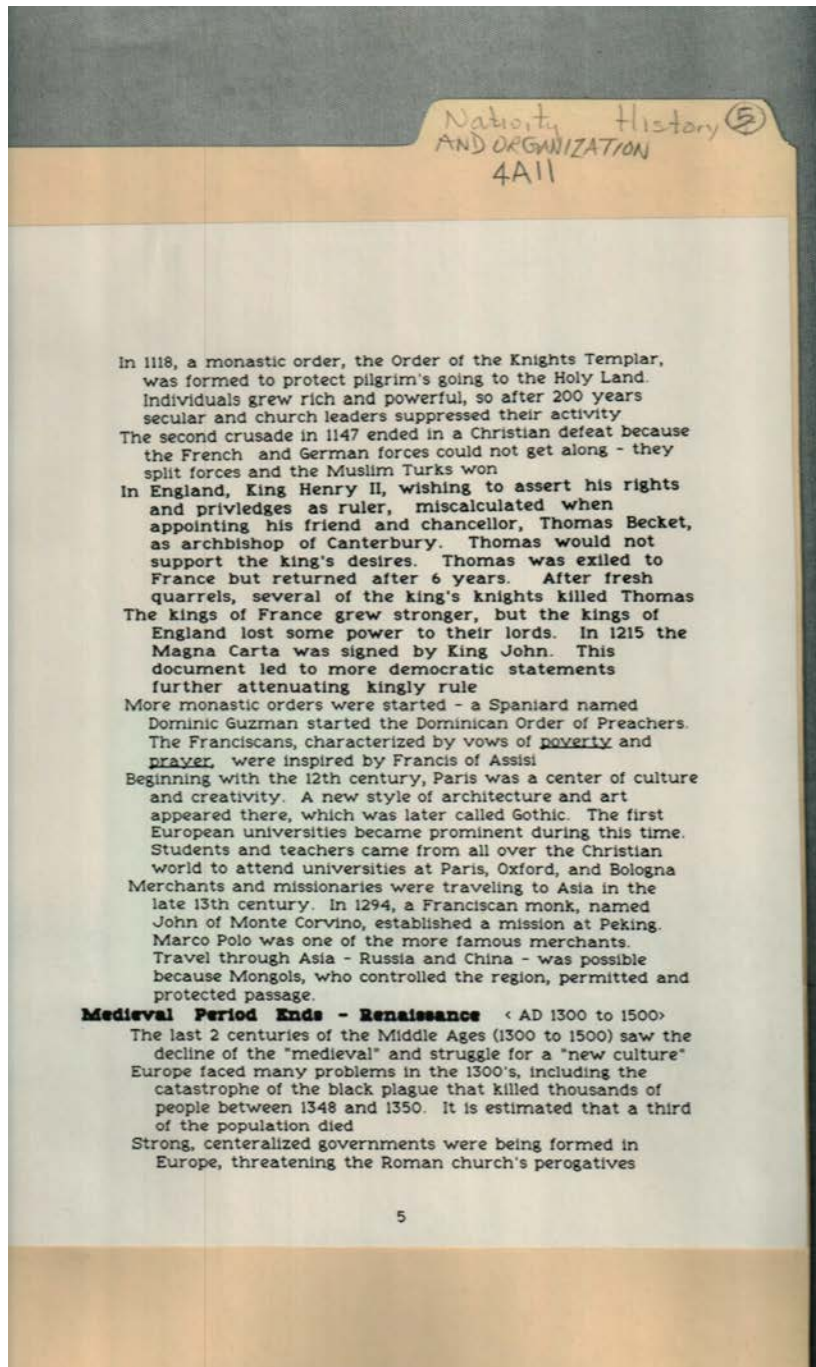 Nativity History 5
AND ORGANIZATION
4A11
In 1118, a monastic order, the Order of the Knights Templar,
was formed to protect pilgrim's going to the Holy Land.
Individuals grew rich and powerful, so after 200 years
secular and church leaders suppressed their activity
The second crusade in 1147 ended in a Christian defeat because
the French and German forces could not get along - they
split forces and the Muslim Turks won
In England, King Henry II, wishing to assert his rights
and privledges as ruler, miscalculated when
appointing his friend and chancellor, Thomas Becket,
as archbishop of Canterbury. Thomas would not
support the king's desires. Thomas was exiled to
France but returned after 6 years. After fresh
quarrels, several of the king's knights killed Thomas
The kings of France grew stronger, but the kings of
England lost some power to their lords. In 1215 the
Magna Carta was signed by King John. This
document led to more democratic statements
further attenuating kingly rule
More monastic orders were started - a Spaniard named
Dominic Guzman started the Dominican Order of Preachers.
The Franciscans, characterized by vows of poverty and
prayer, were inspired by Francis of Assisi
Beginning with the 12th century, Paris was a center of culture
and creativity. A new style of architecture and art
appeared there, which was later called Gothic. The first
European universities became prominent during this time.
Students and teachers came from all over the Christian
world to attend universities at Paris, Oxford, and Bologna
Merchants and missionaries were traveling to Asia in the
late 13th century. In 1294, a Franciscan monk, named
John of Monte Corvino, established a mission at Peking.
Marco Polo was one of the more famous merchants.
Travel through Asia - Russia and China - was possible
because Mongols, who controlled the region, permitted and
protected passage.
Medieval Period Ends - Renaissance < AD 1300 to 1500>
The last 2 centuries of the Middle Ages (1300 to 1500) saw the
decline of the "medieval" and struggle for a "new culture"
Europe faced many problems in the 1300's, including the
catastrophe of the black plague that killed thousands of
people between 1348 and 1350. It is estimated that a third
of the population died
Strong, centeralized governments were being formed in
Europe, threatening the Roman church's perogatives
5